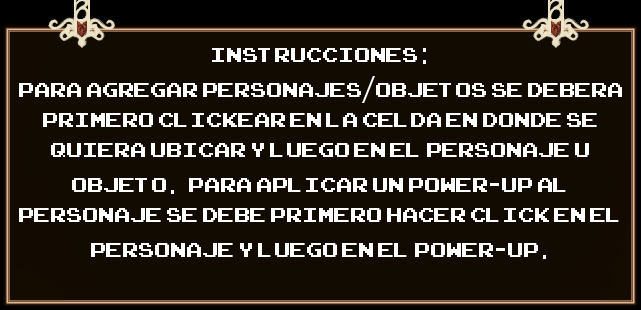 INSTRUCCIONES:
PARA AGREGAR PERSONAJES/OBJETOS SE DEBERA
PRIMERO CLICKEAR EN LA CELDA EN DONDE SE
QUIERA UBICAR Y LUEGO EN EL PERSONAJE U
OBJETO. PARA APLICAR UN POWER-UP AL
PERSONAJE SE DEBE PRIMERO HACER CLICK EN EL
PERSONAJE Y LUEGO EN EL POWER-UP.